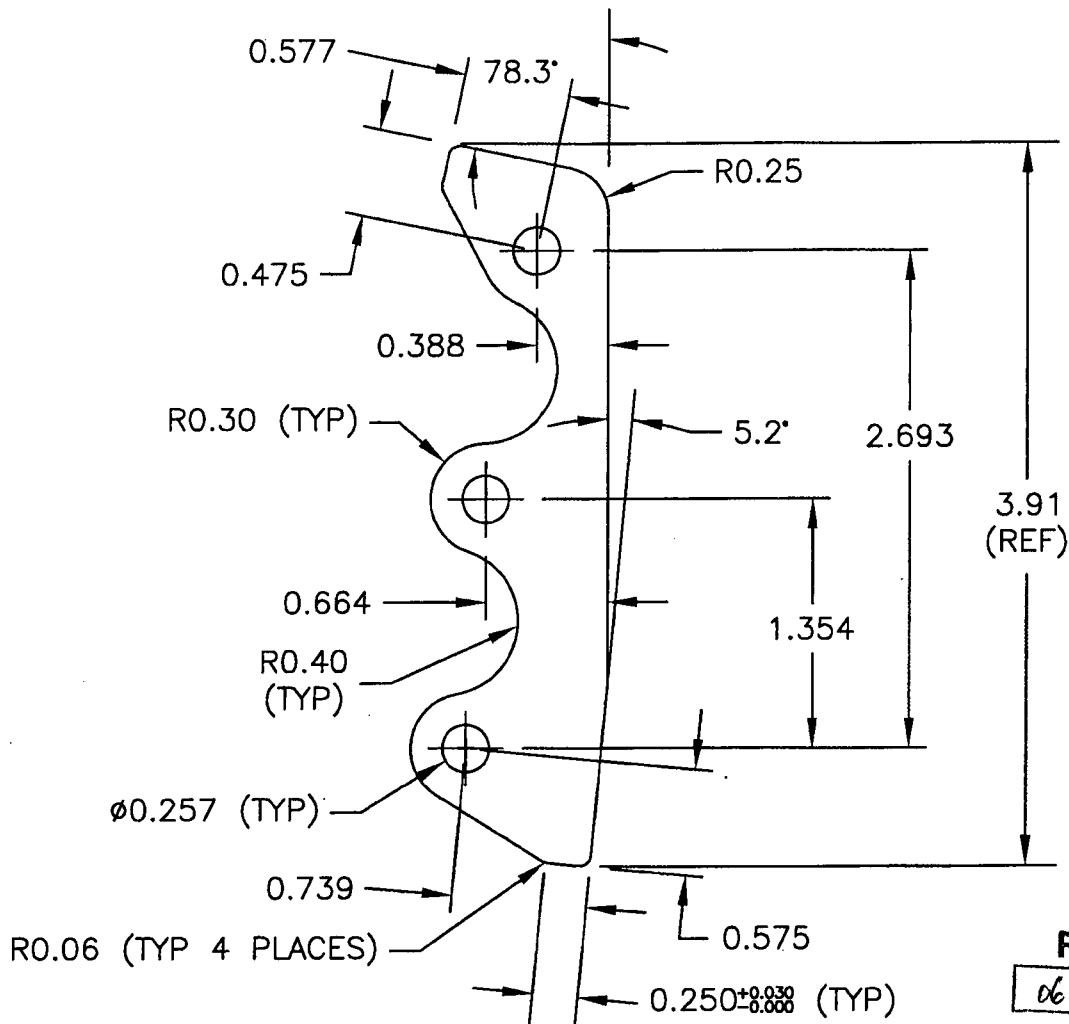 0.577
78.3°
R0.25
0.475
0.388
R0.30 (TYP)
5.2°
2.693
3.91
(REF)
0.664
1.354
R0.40
(TYP)
ø0.257 (TYP)
0.739
0.575
R0.06 (TYP 4 PLACES)
0.250 +0.030 -0.000 (TYP)